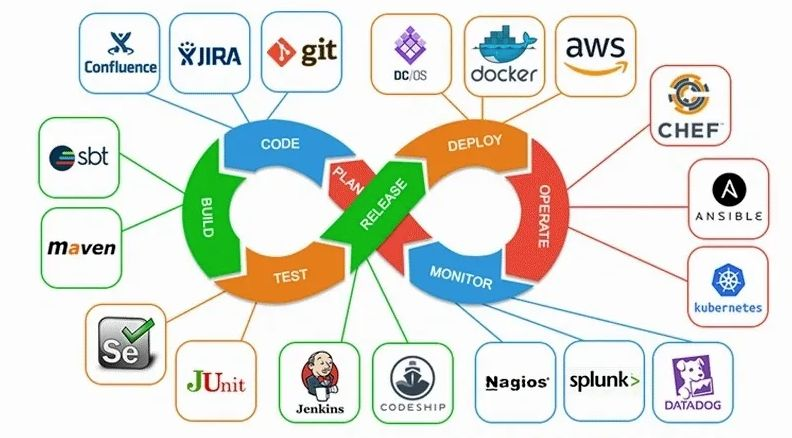 Confluence
JIRA
git
DC/OS
docker
aws
CHEF
CODE
DEPLOY
sbt
PLAN
RELEASE
OPERATE
ANSIBLE
BUILD
maven
TEST
MONITOR
kubernetes
Se
JUnit
Jenkins
CODESHIP
Nagios®
splunk>
DATADOG